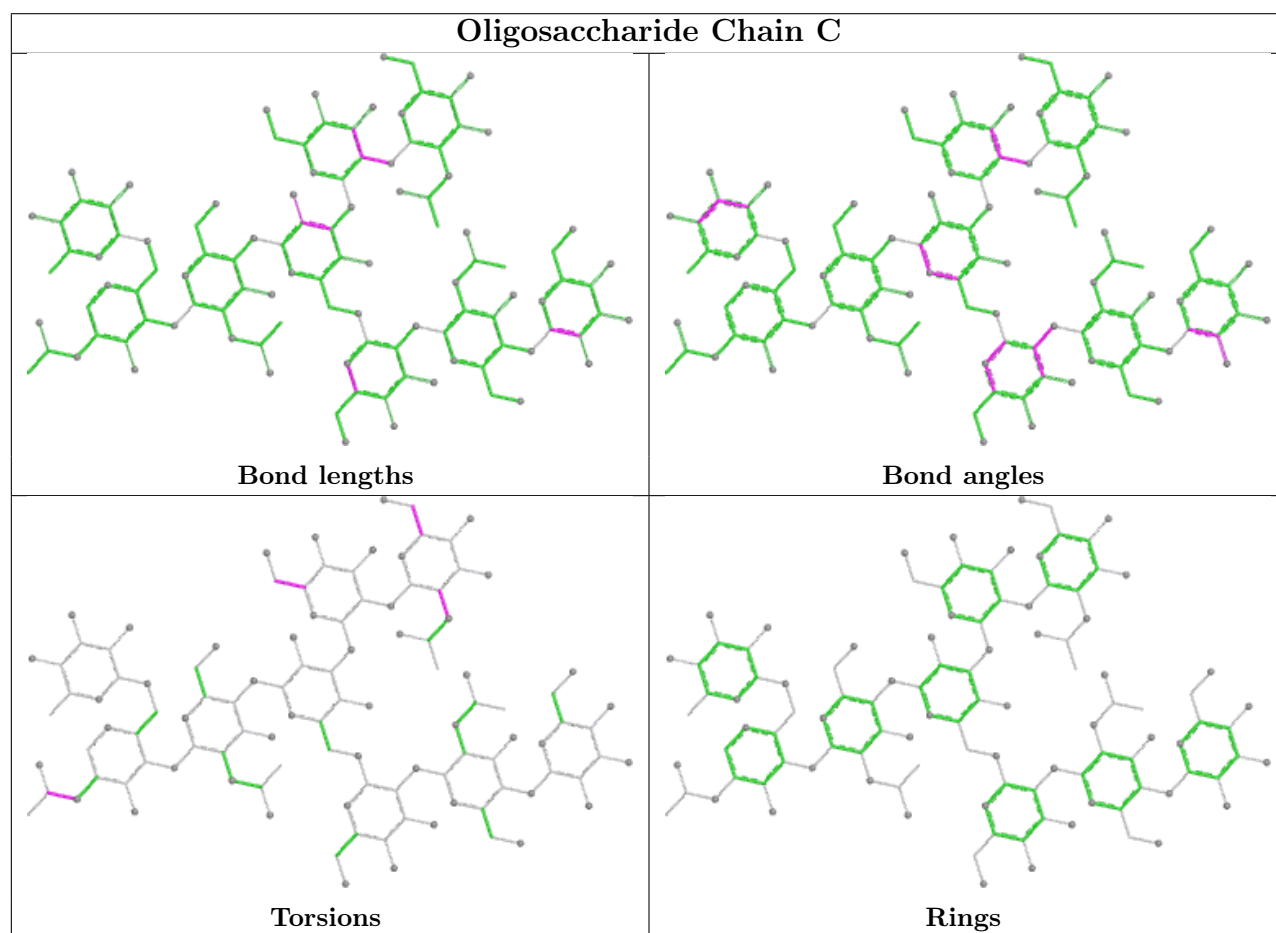 Oligosaccharide Chain C
Bond lengths
Bond angles
Torsions
Rings